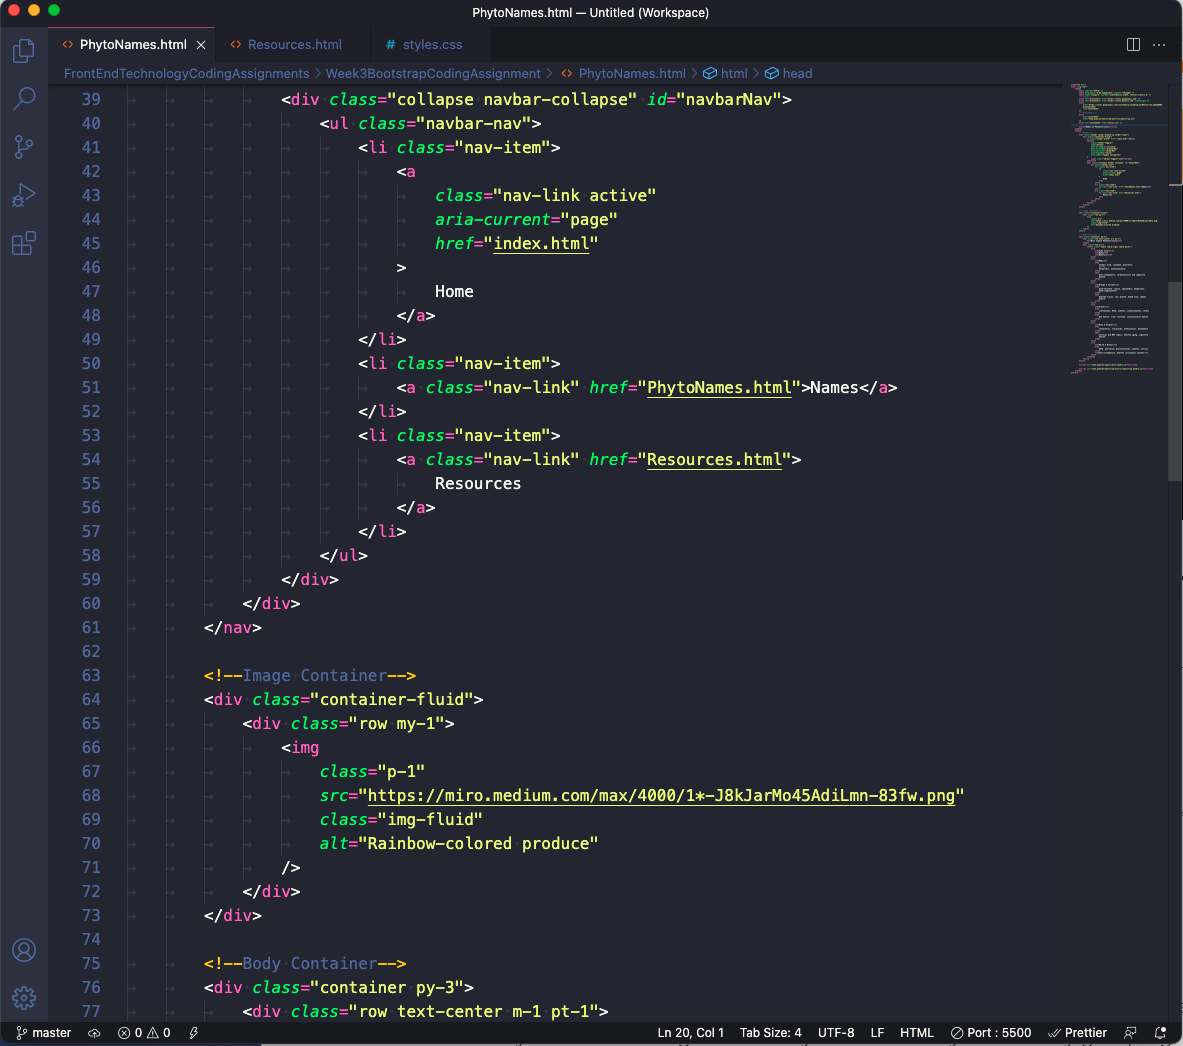 PhytoNames.html — Untitled (Workspace)
PhytoNames.html Resources.html styles.css
FrontEndTechnologyCodingAssignments > Week3BootstrapCodingAssignment > PhytoNames.html > html > head
39 <div class="collapse navbar-collapse" id="navbarNav">
40 <ul class="navbar-nav">
41 <li class="nav-item">
42 <a
43 class="nav-link active"
44 aria-current="page"
45 href="index.html"
46 >
47 Home
48 </a>
49 </li>
50 <li class="nav-item">
51 <a class="nav-link" href="PhytoNames.html">Names</a>
52 </li>
53 <li class="nav-item">
54 <a class="nav-link" href="Resources.html">
55 Resources
56 </a>
57 </li>
58 </ul>
59 </div>
60 </div>
61 </nav>
62
63 <!--Image Container-->
64 <div class="container-fluid">
65 <div class="row my-1">
66 <img
67 class="p-1"
68 src="https://miro.medium.com/max/4000/1*-J8kJarMo45AdiLmn-83fw.png"
69 class="img-fluid"
70 alt="Rainbow-colored produce"
71 />
72 </div>
73 </div>
74
75 <!--Body Container-->
76 <div class="container py-3">
77 <div class="row text-center m-1 pt-1">
master 0 0 Ln 20, Col 1 Tab Size: 4 UTF-8 LF HTML Port : 5500 Prettier